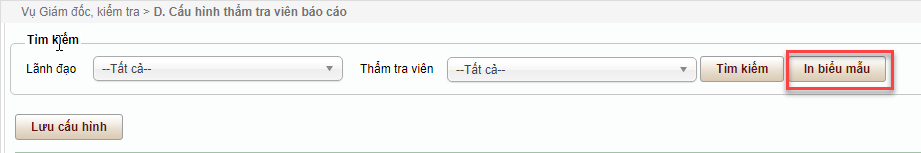 Vụ Giám đốc, kiểm tra > D. Cấu hình thẩm tra viên báo cáo
Tìm kiếm
Lãnh đạo --Tất cả-- Thẩm tra viên --Tất cả-- Tìm kiếm In biểu mẫu
Lưu cấu hình